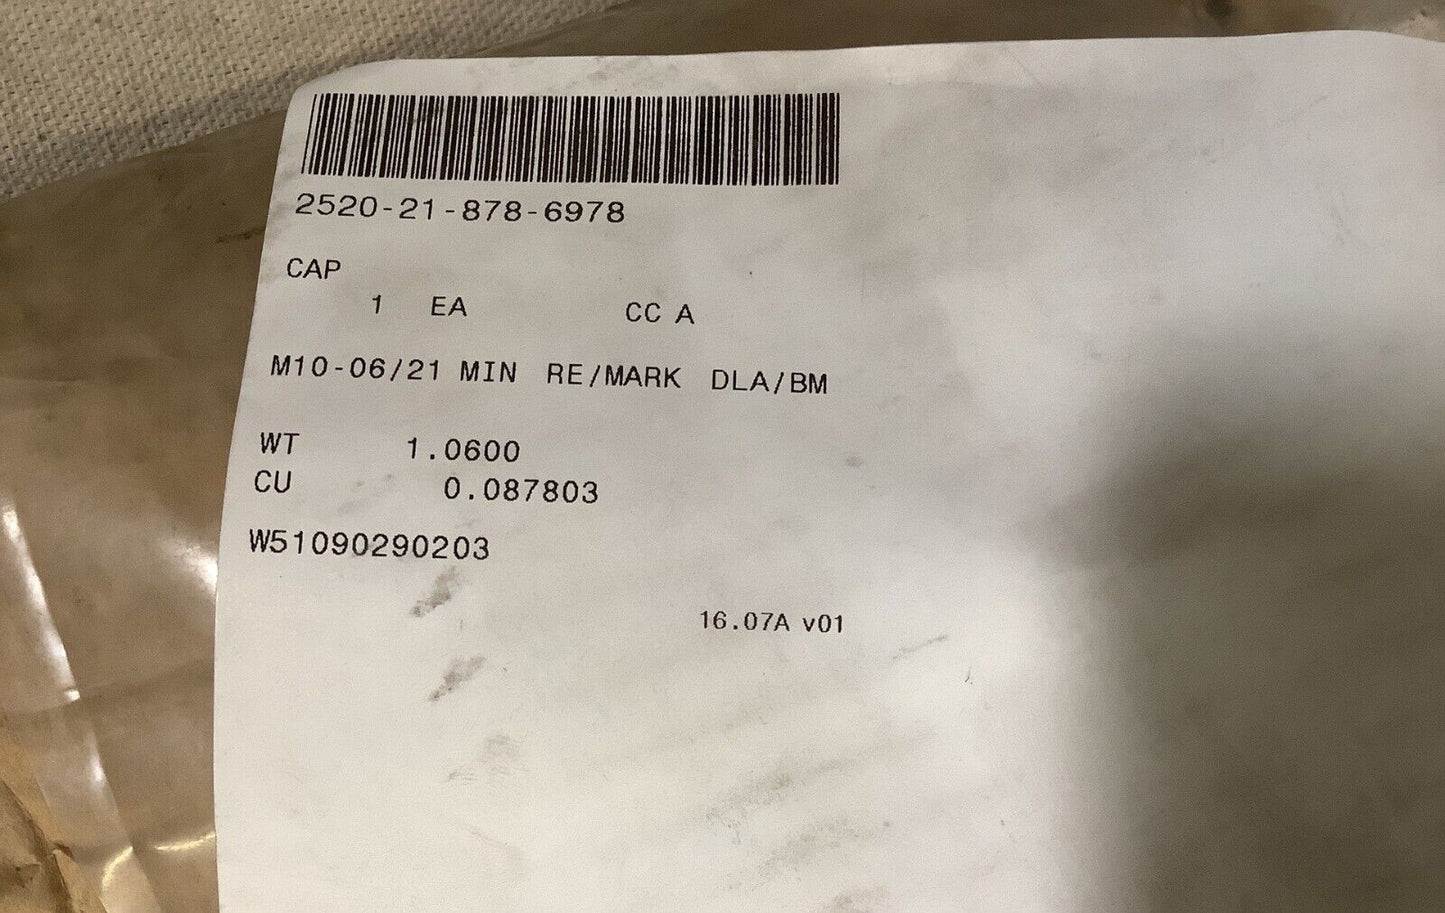 2520-21-878-6978
CAP
1 EA CC A
M10-06/21 MIN RE/MARK DLA/BM
WT 1.0600
CU 0.087803
W51090290203
16.07A v01